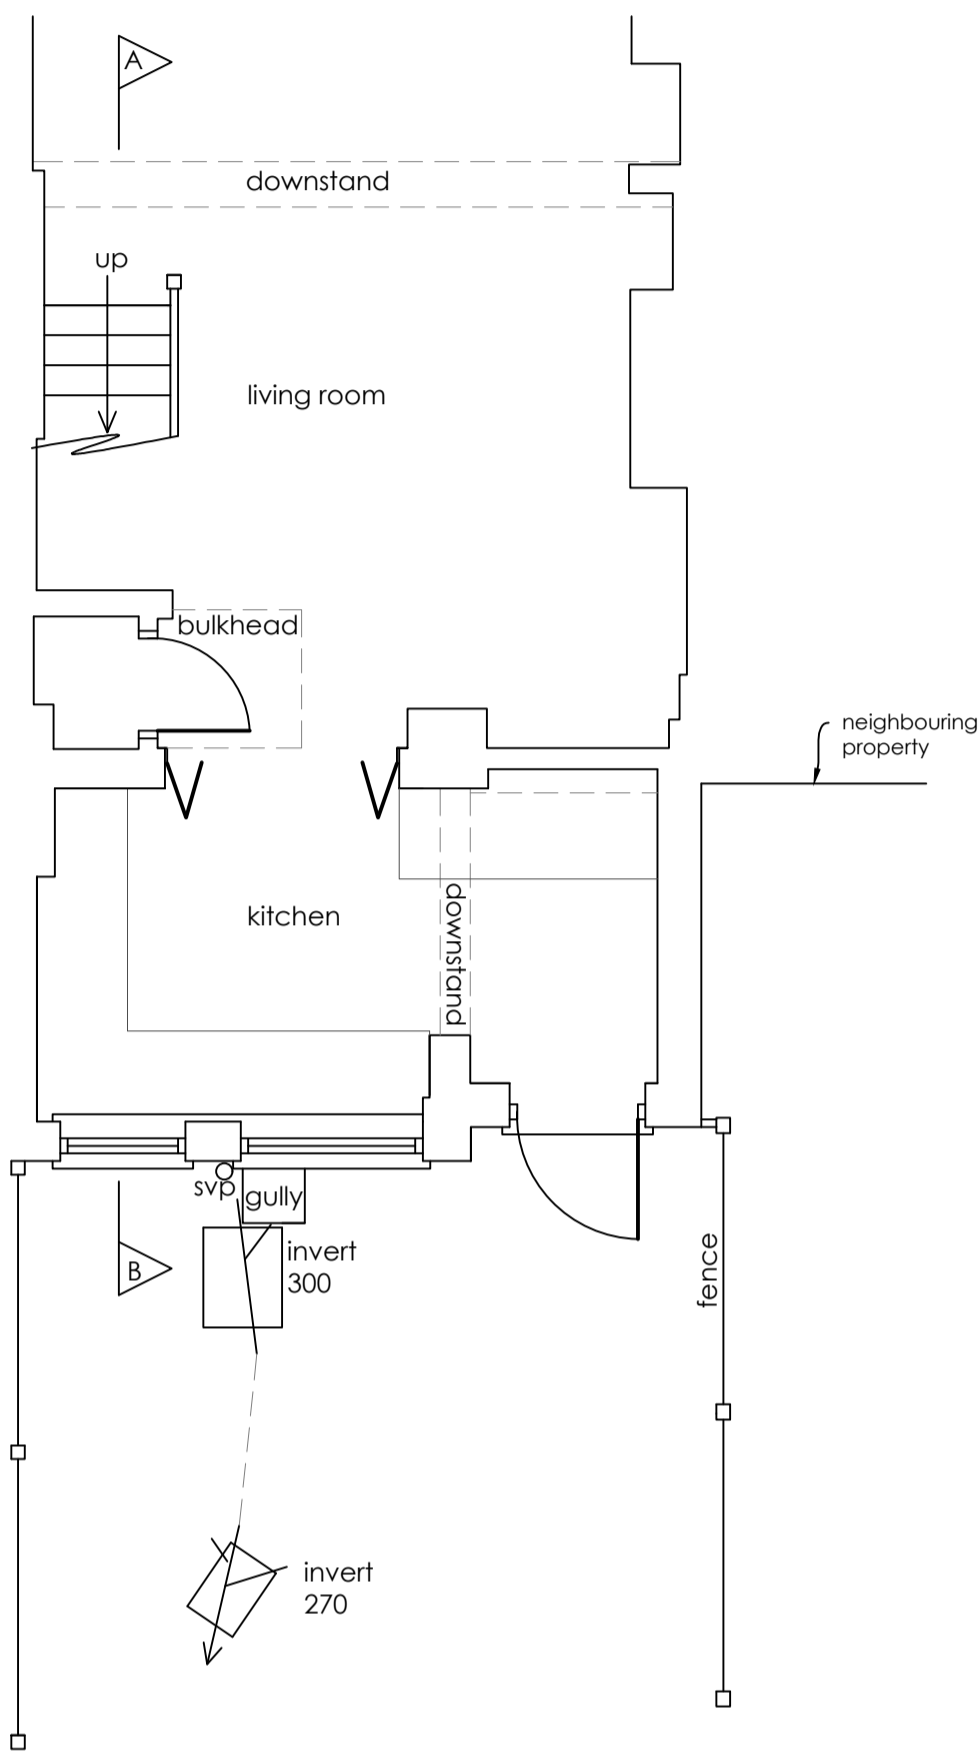 A
downstand
up
living room
bulkhead
neighbouring
property
kitchen
downstand
svp
gully
invert
300
B
fence
invert
270